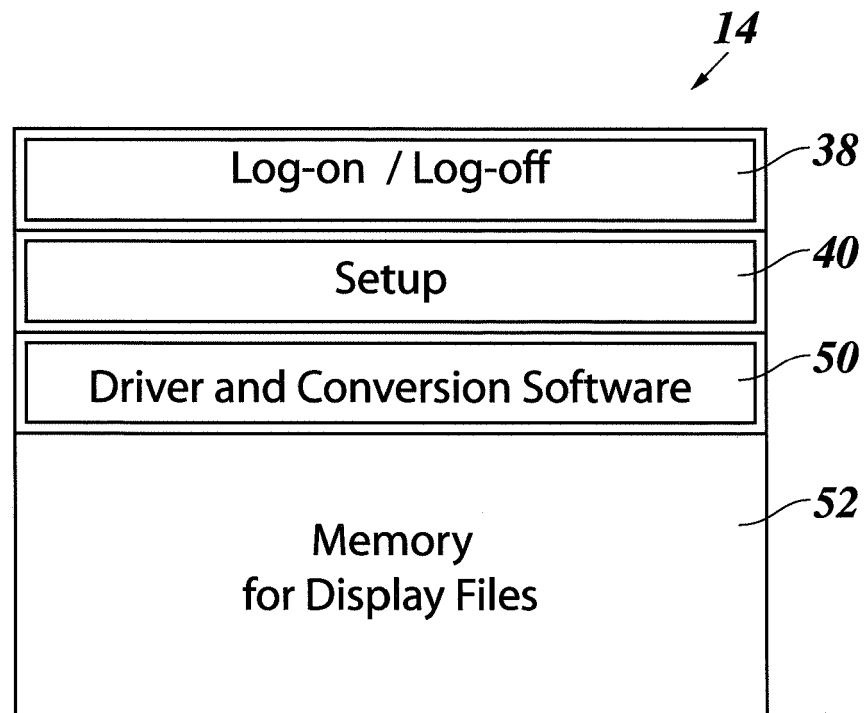 14
Log-on / Log-off
38
Setup
40
Driver and Conversion Software
50
Memory
for Display Files
52